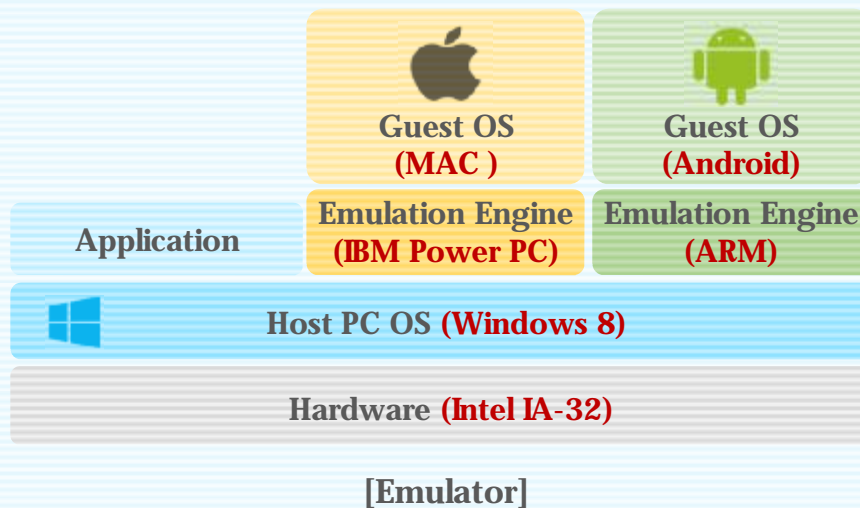 Guest OS
(MAC )
Guest OS
(Android)
Application
Emulation Engine
(IBM Power PC)
Emulation Engine
(ARM)
Host PC OS (Windows 8)
Hardware (Intel IA-32)
[Emulator]